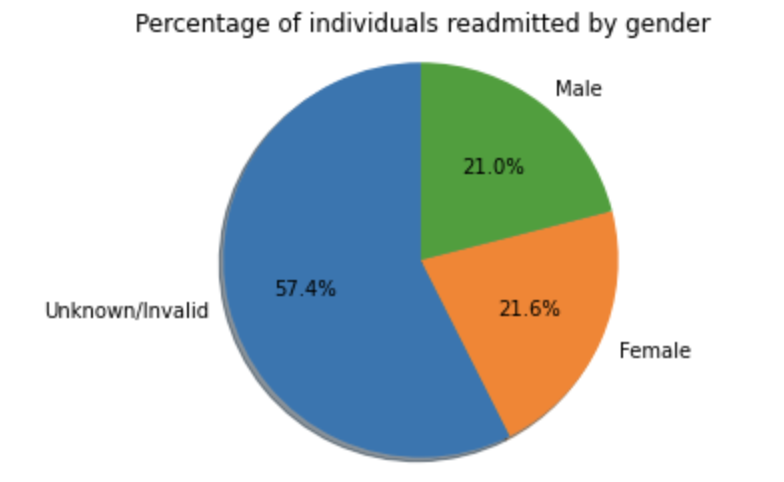 Percentage of individuals readmitted by gender
Male
21.0%
57.4%
Unknown/Invalid
21.6%
Female